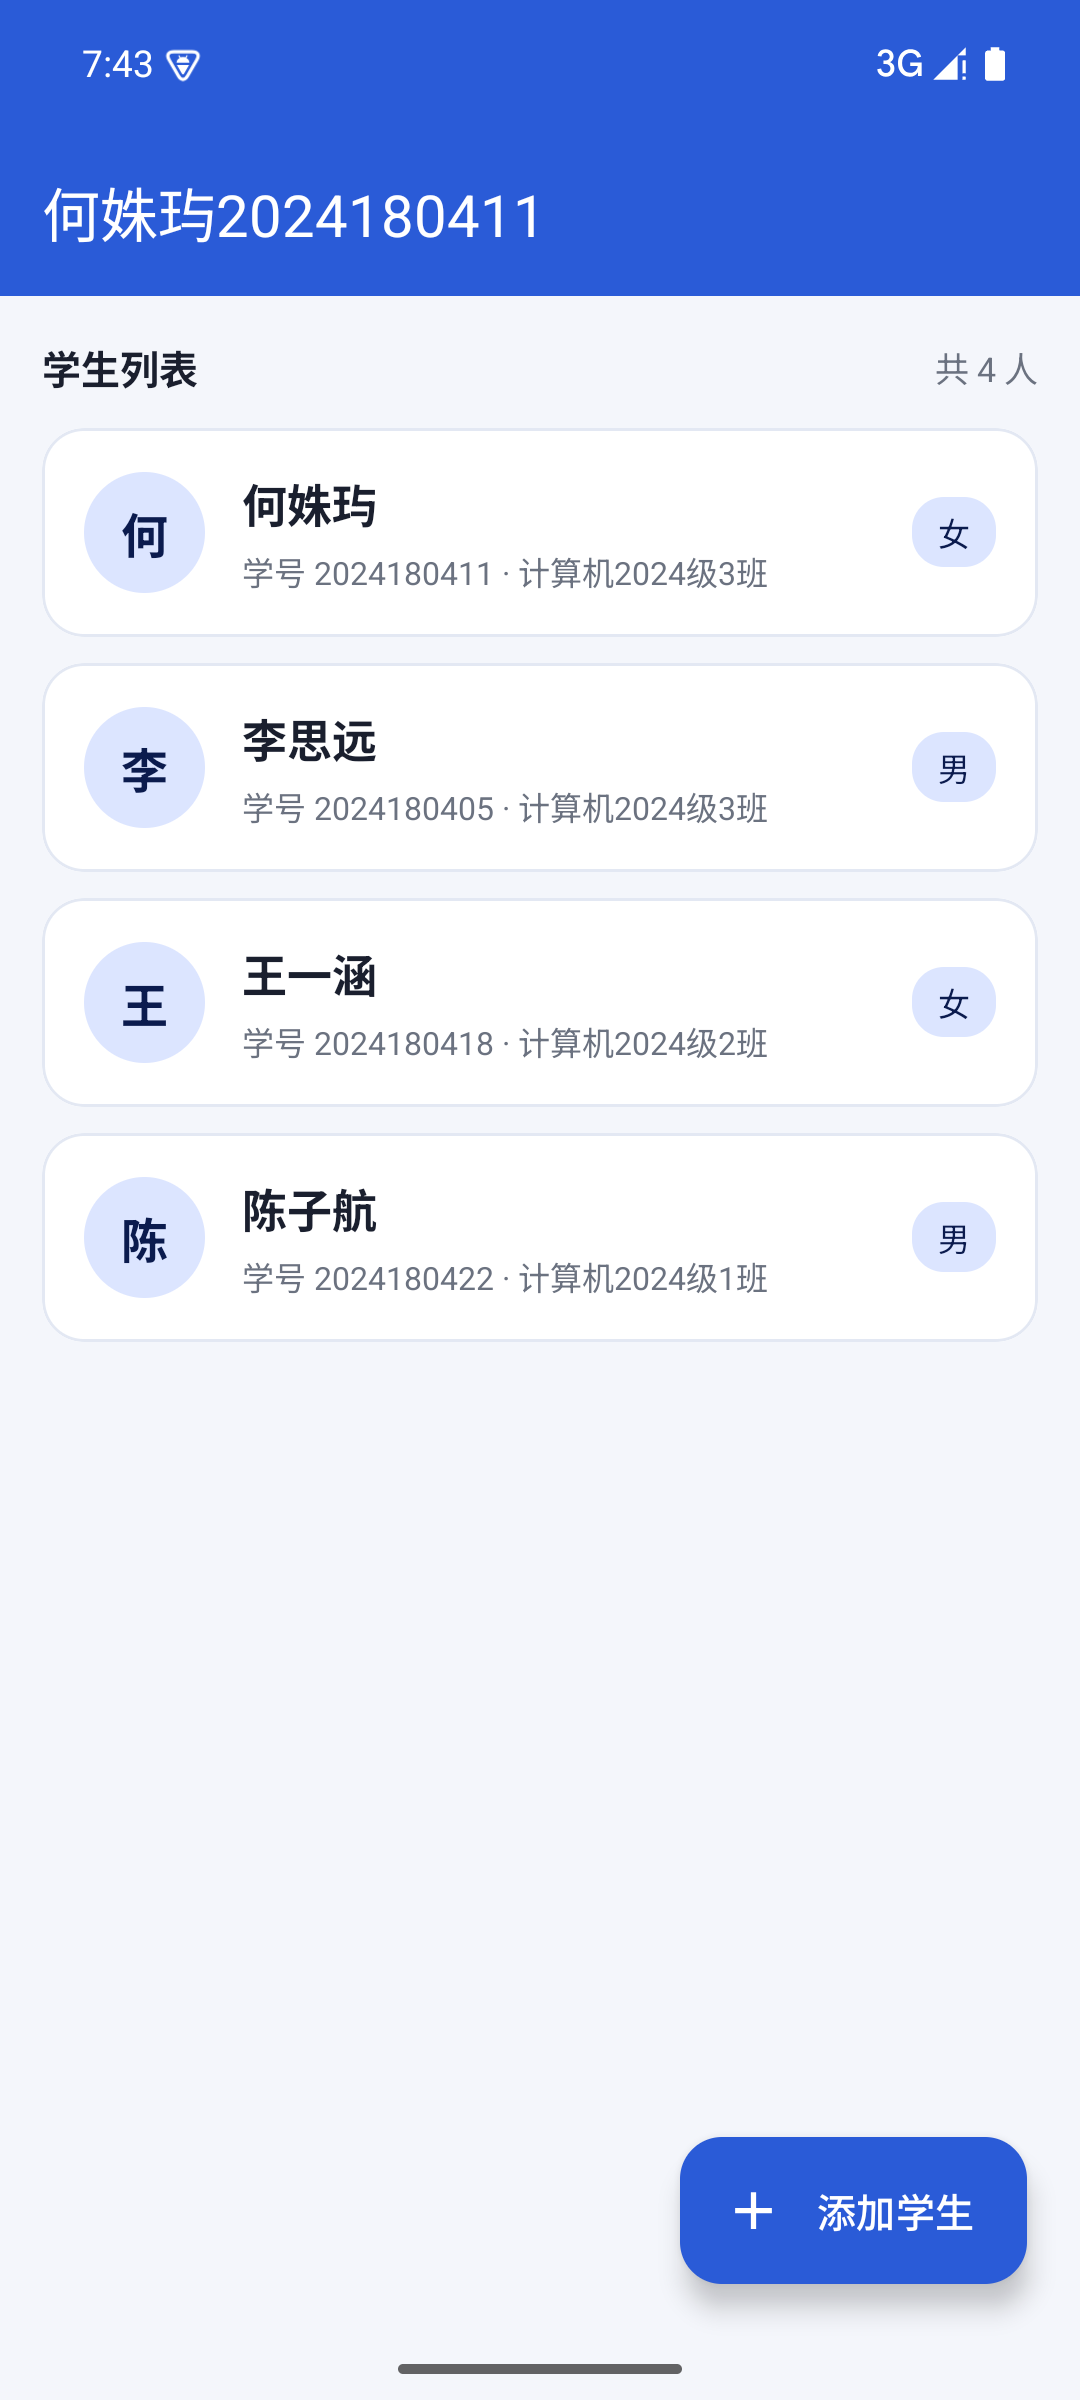 7:43
3G
何姝玙2024180411
学生列表
共 4 人
何
何姝玙
学号 2024180411 · 计算机2024级3班
女
李
李思远
学号 2024180405 · 计算机2024级3班
男
王
王一涵
学号 2024180418 · 计算机2024级2班
女
陈
陈子航
学号 2024180422 · 计算机2024级1班
男
添加学生